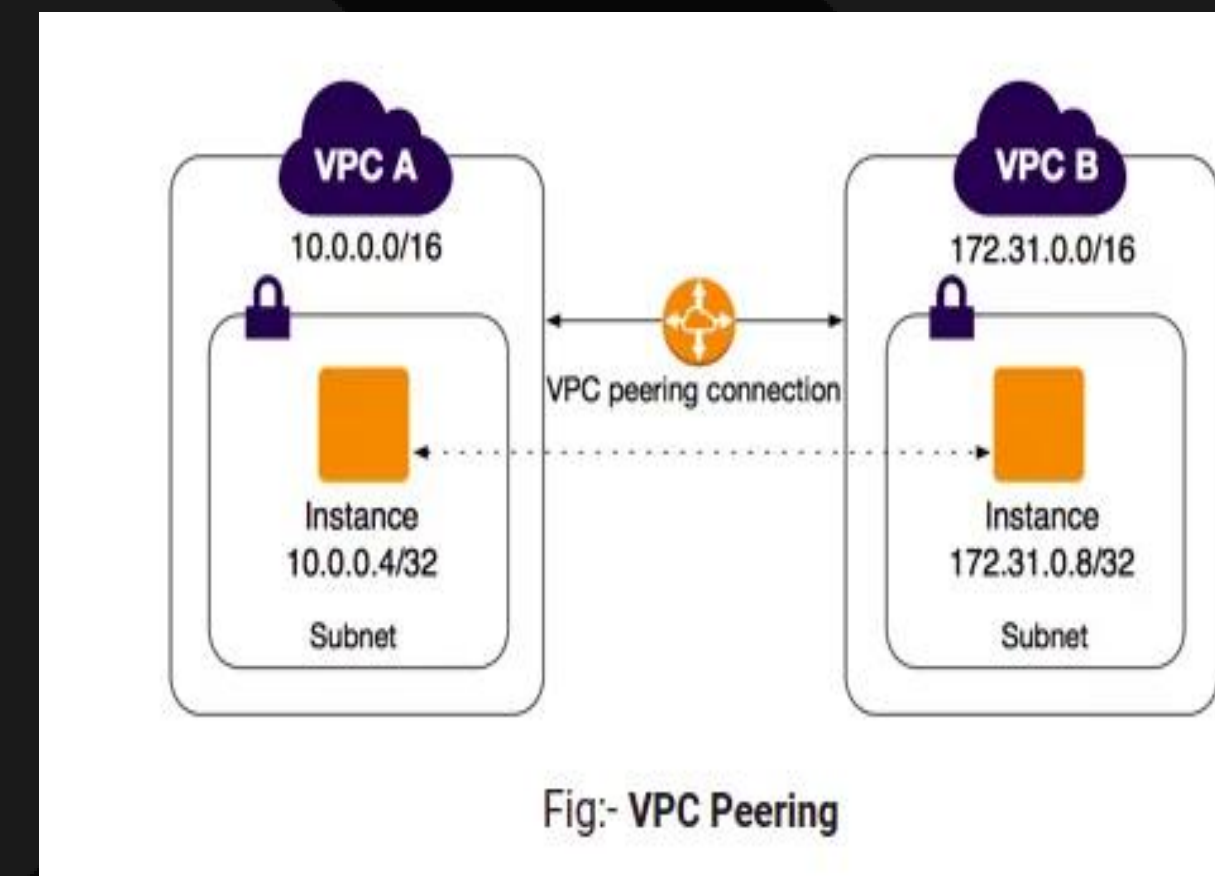 VPC A
10.0.0.0/16
VPC B
172.31.0.0/16
VPC peering connection
Instance
10.0.0.4/32
Subnet
Instance
172.31.0.8/32
Subnet
Fig:- VPC Peering